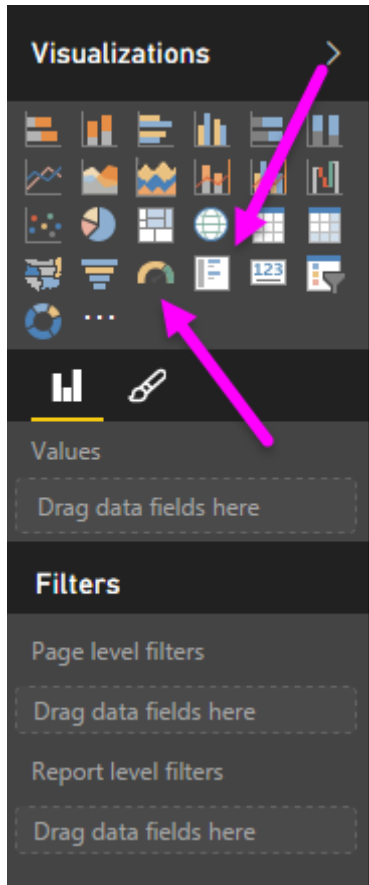 Visualizations
123
Values
Drag data fields here
Filters
Page level filters
Drag data fields here
Report level filters
Drag data fields here